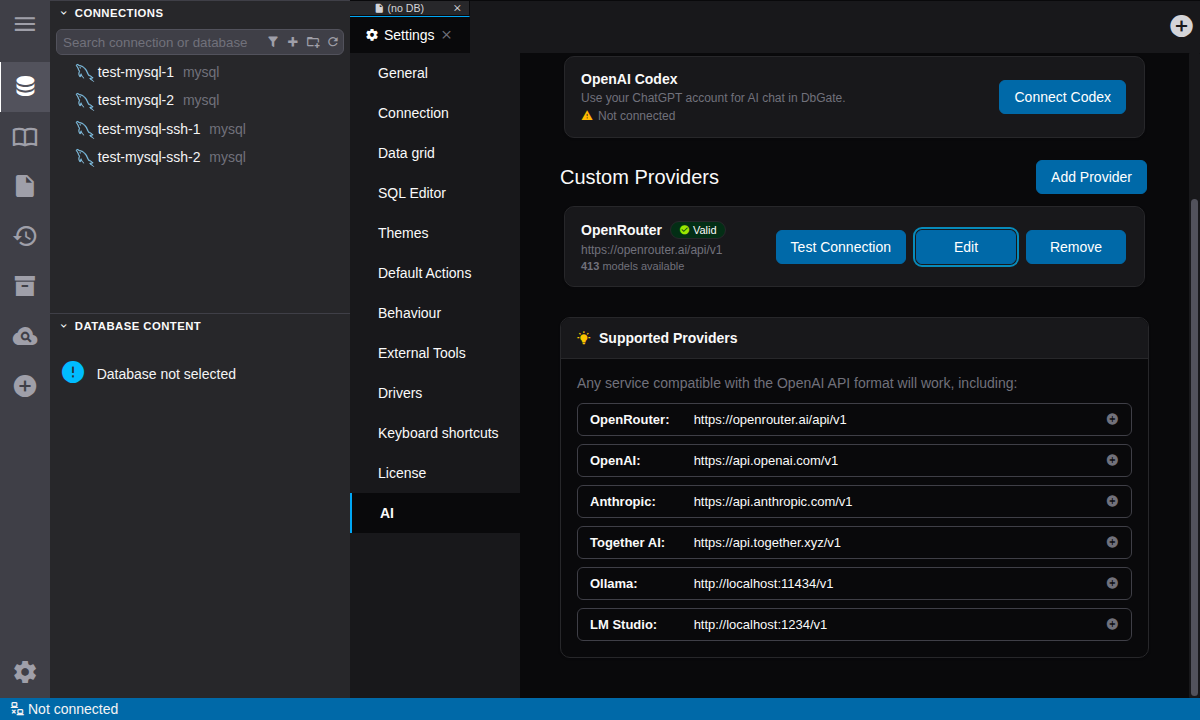 CONNECTIONS
Search connection or database
test-mysql-1 mysql
test-mysql-2 mysql
test-mysql-ssh-1 mysql
test-mysql-ssh-2 mysql
DATABASE CONTENT
Database not selected
(no DB)
Settings
General
Connection
Data grid
SQL Editor
Themes
Default Actions
Behaviour
External Tools
Drivers
Keyboard shortcuts
License
AI
OpenAI Codex
Use your ChatGPT account for AI chat in DbGate.
Not connected
Connect Codex
Custom Providers
Add Provider
OpenRouter Valid
https://openrouter.ai/api/v1
413 models available
Test Connection
Edit
Remove
Supported Providers
Any service compatible with the OpenAI API format will work, including:
OpenRouter: https://openrouter.ai/api/v1
OpenAI: https://api.openai.com/v1
Anthropic: https://api.anthropic.com/v1
Together AI: https://api.together.xyz/v1
Ollama: http://localhost:11434/v1
LM Studio: http://localhost:1234/v1
Not connected